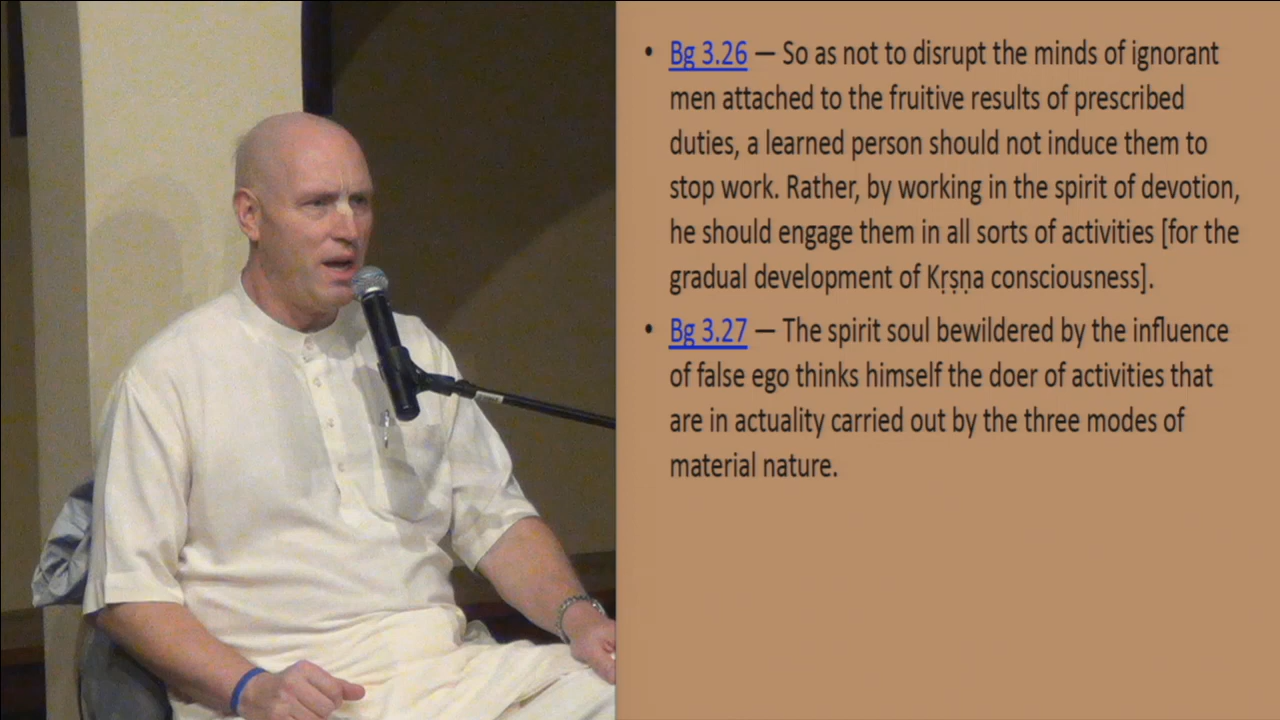 • Bg 3.26 — So as not to disrupt the minds of ignorant
men attached to the fruitive results of prescribed
duties, a learned person should not induce them to
stop work. Rather, by working in the spirit of devotion,
he should engage them in all sorts of activities [for the
gradual development of Kṛṣṇa consciousness].
• Bg 3.27 — The spirit soul bewildered by the influence
of false ego thinks himself the doer of activities that
are in actuality carried out by the three modes of
material nature.